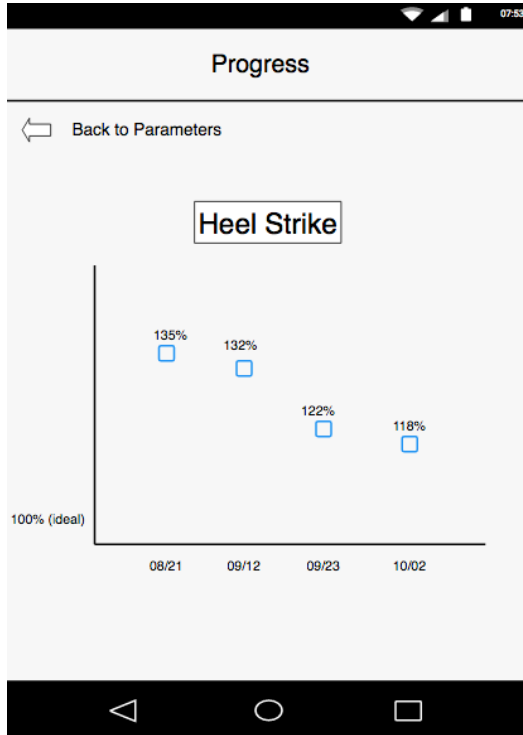 07:53
Progress
Back to Parameters
Heel Strike
135%
132%
122%
118%
100% (ideal)
08/21 09/12 09/23 10/02